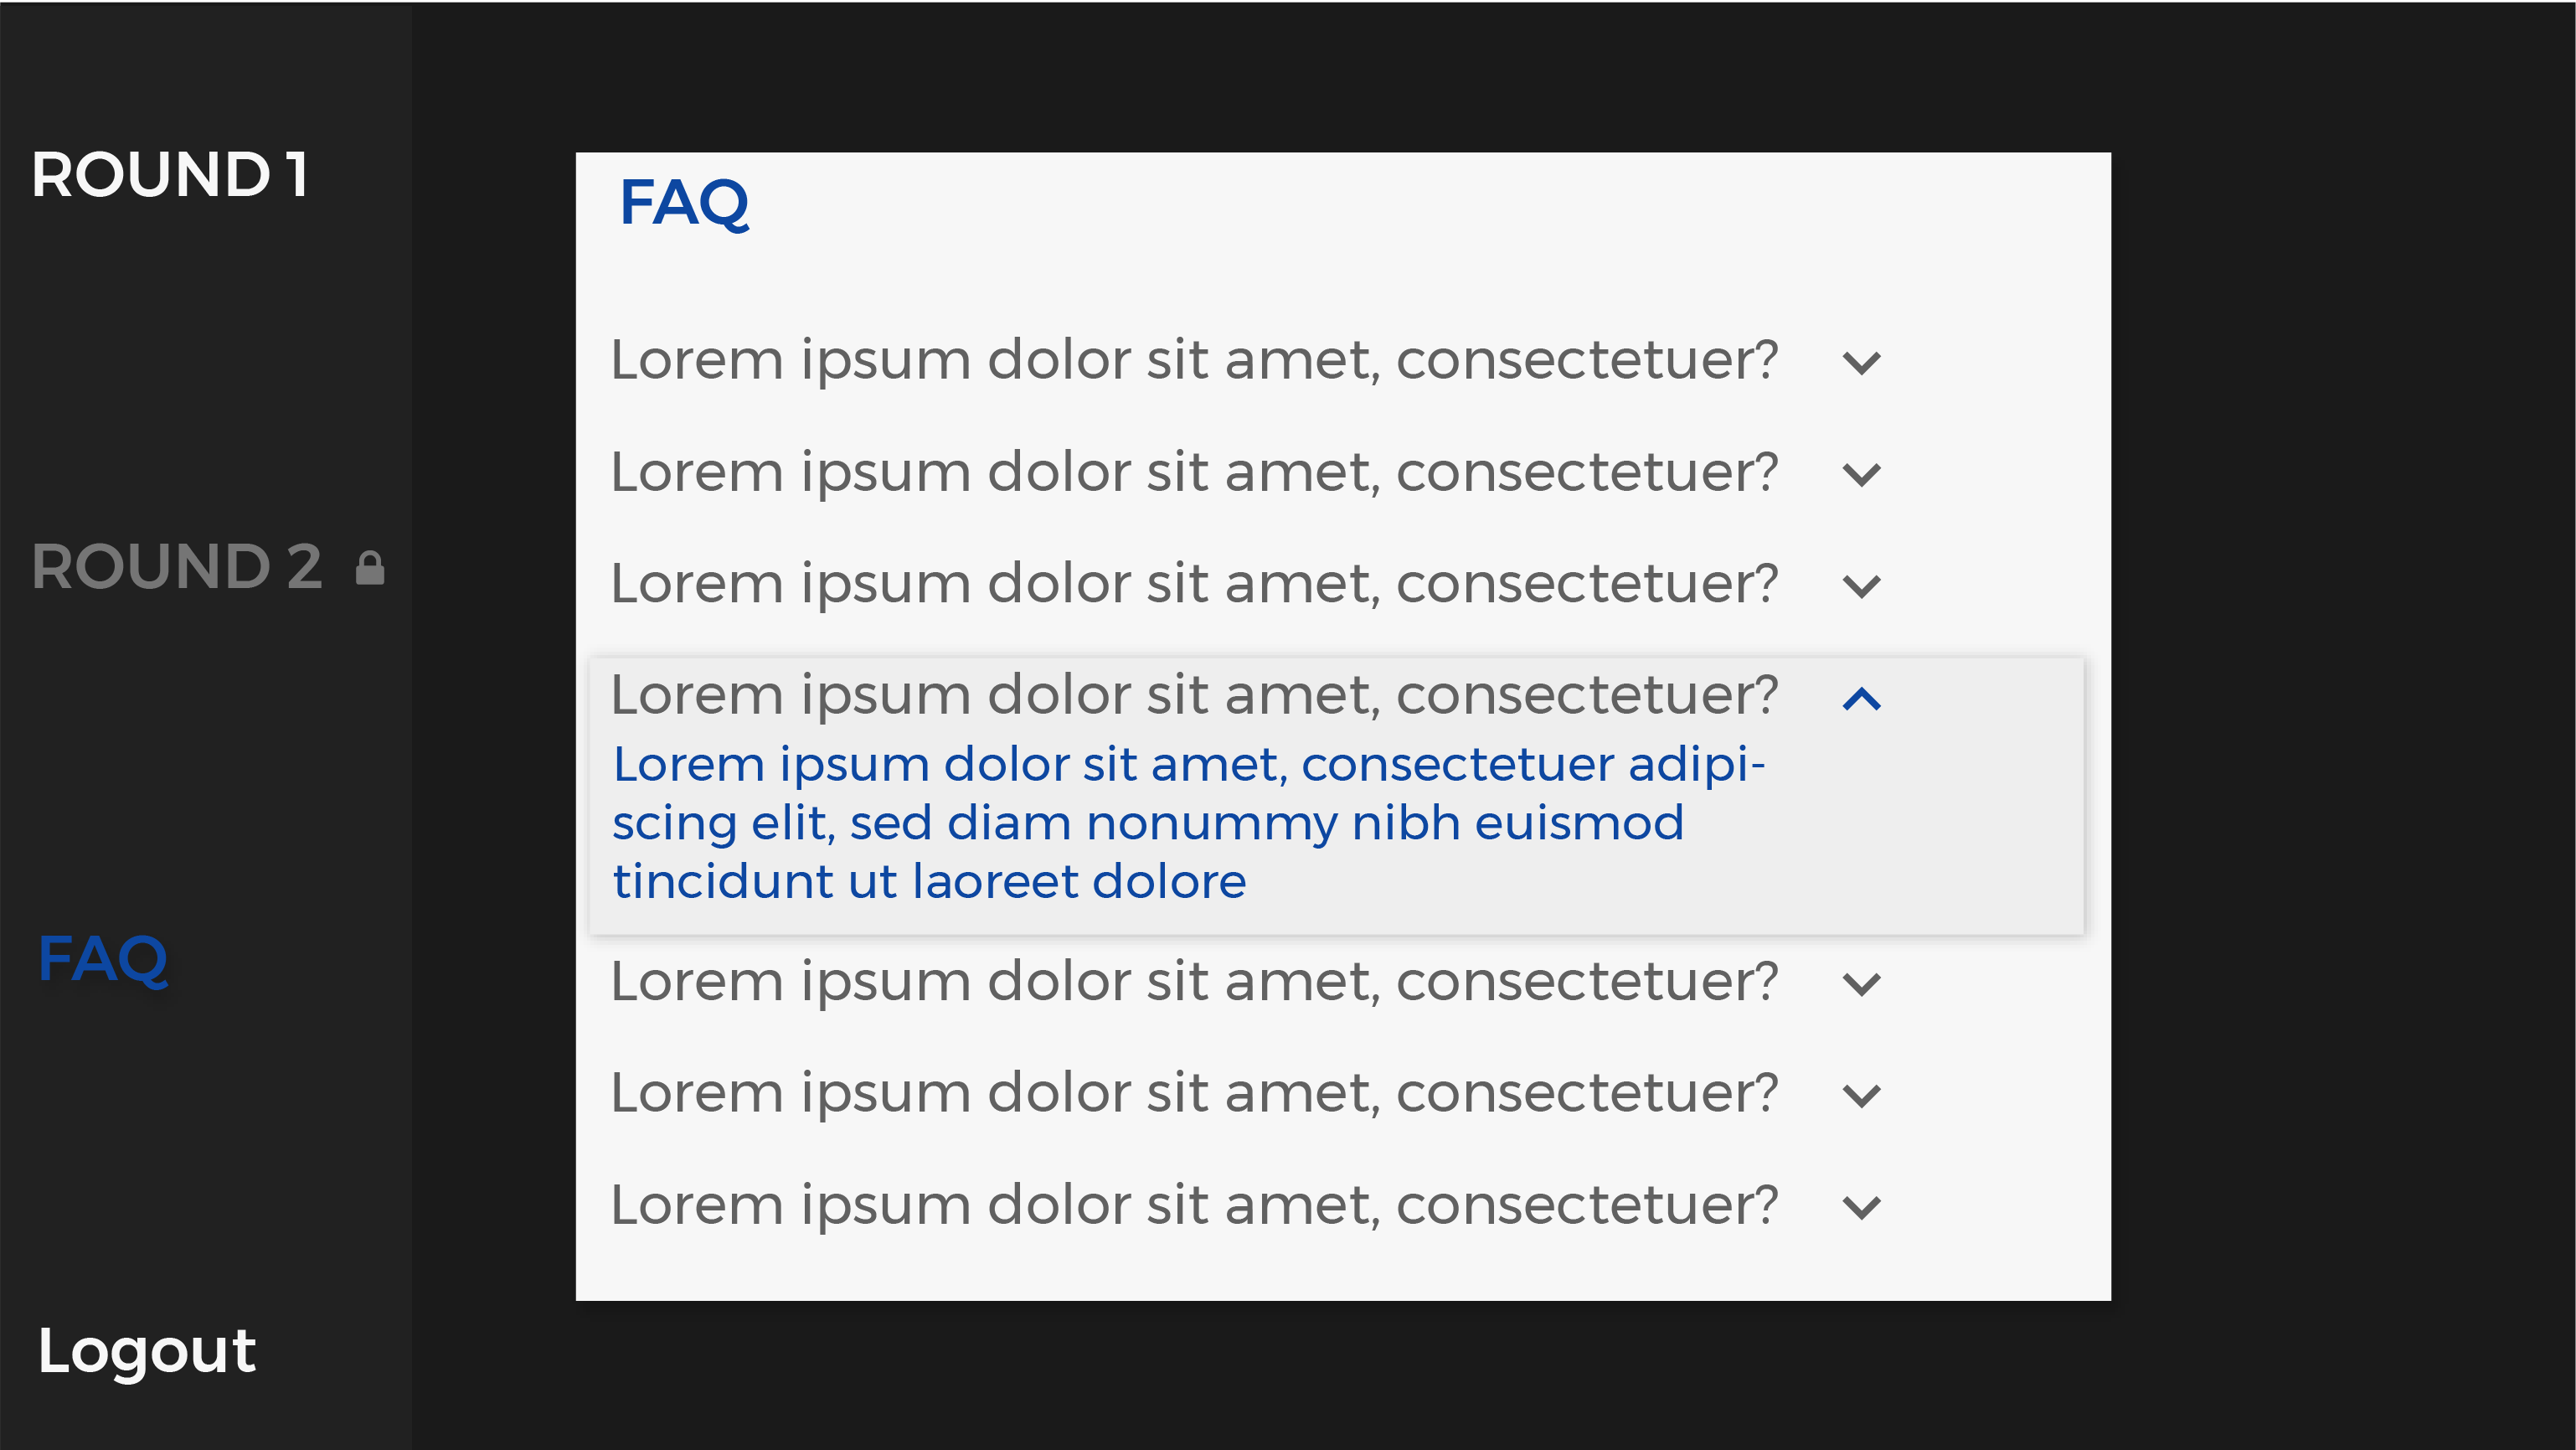 ROUND 1
ROUND 2
FAQ
Logout
FAQ
Lorem ipsum dolor sit amet, consectetuer?
Lorem ipsum dolor sit amet, consectetuer?
Lorem ipsum dolor sit amet, consectetuer?
Lorem ipsum dolor sit amet, consectetuer?
Lorem ipsum dolor sit amet, consectetuer adipi-
scing elit, sed diam nonummy nibh euismod
tincidunt ut laoreet dolore
Lorem ipsum dolor sit amet, consectetuer?
Lorem ipsum dolor sit amet, consectetuer?
Lorem ipsum dolor sit amet, consectetuer?